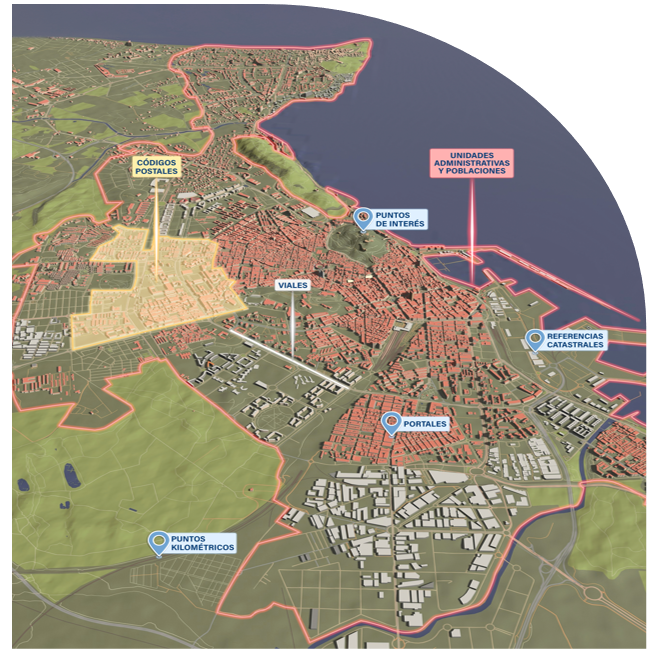 CÓDIGOS
POSTALES
UNIDADES
ADMINISTRATIVAS
Y POBLACIONES
PUNTOS
DE INTERÉS
VIALES
REFERENCIAS
CATASTRALES
PORTALES
PUNTOS
KILOMÉTRICOS